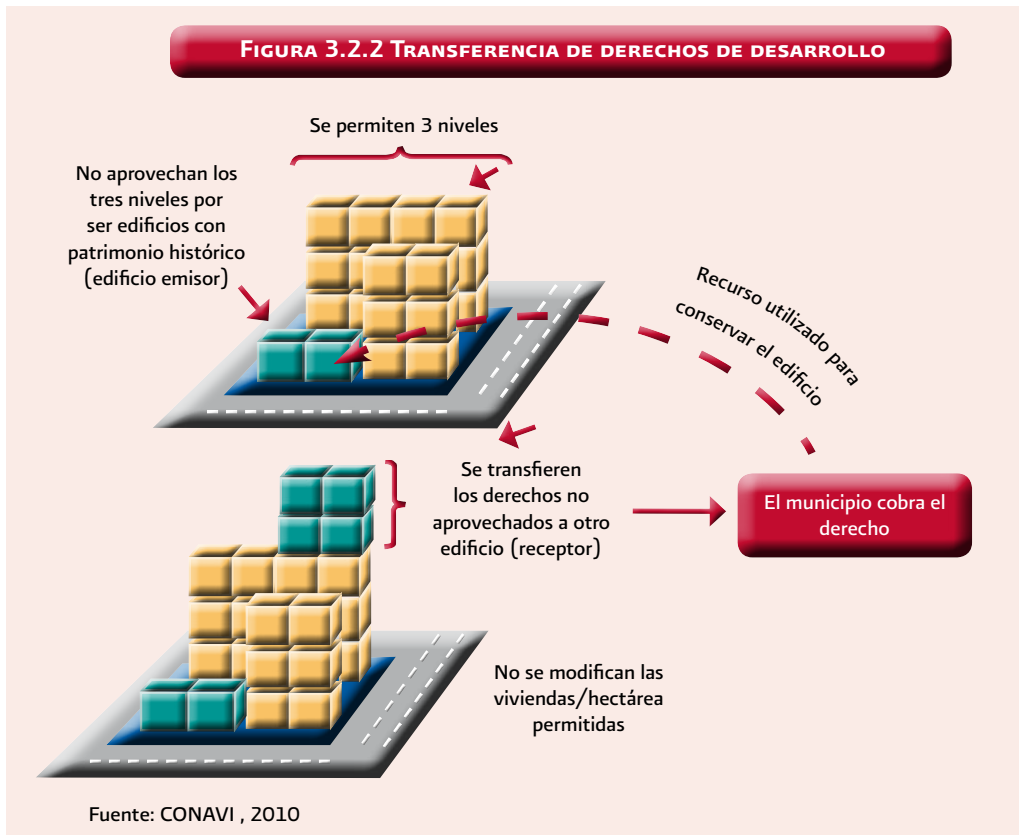 Figura 3.2.2 Transferencia de derechos de desarrollo
Se permiten 3 niveles
No aprovechan los
tres niveles por
ser edificios con
patrimonio histórico
(edificio emisor)
Recurso utilizado para
conservar el edificio
Se transfieren
los derechos no
aprovechados a otro
edificio (receptor)
El municipio cobra el
derecho
No se modifican las
viviendas/hectárea
permitidas
Fuente: CONAVI , 2010